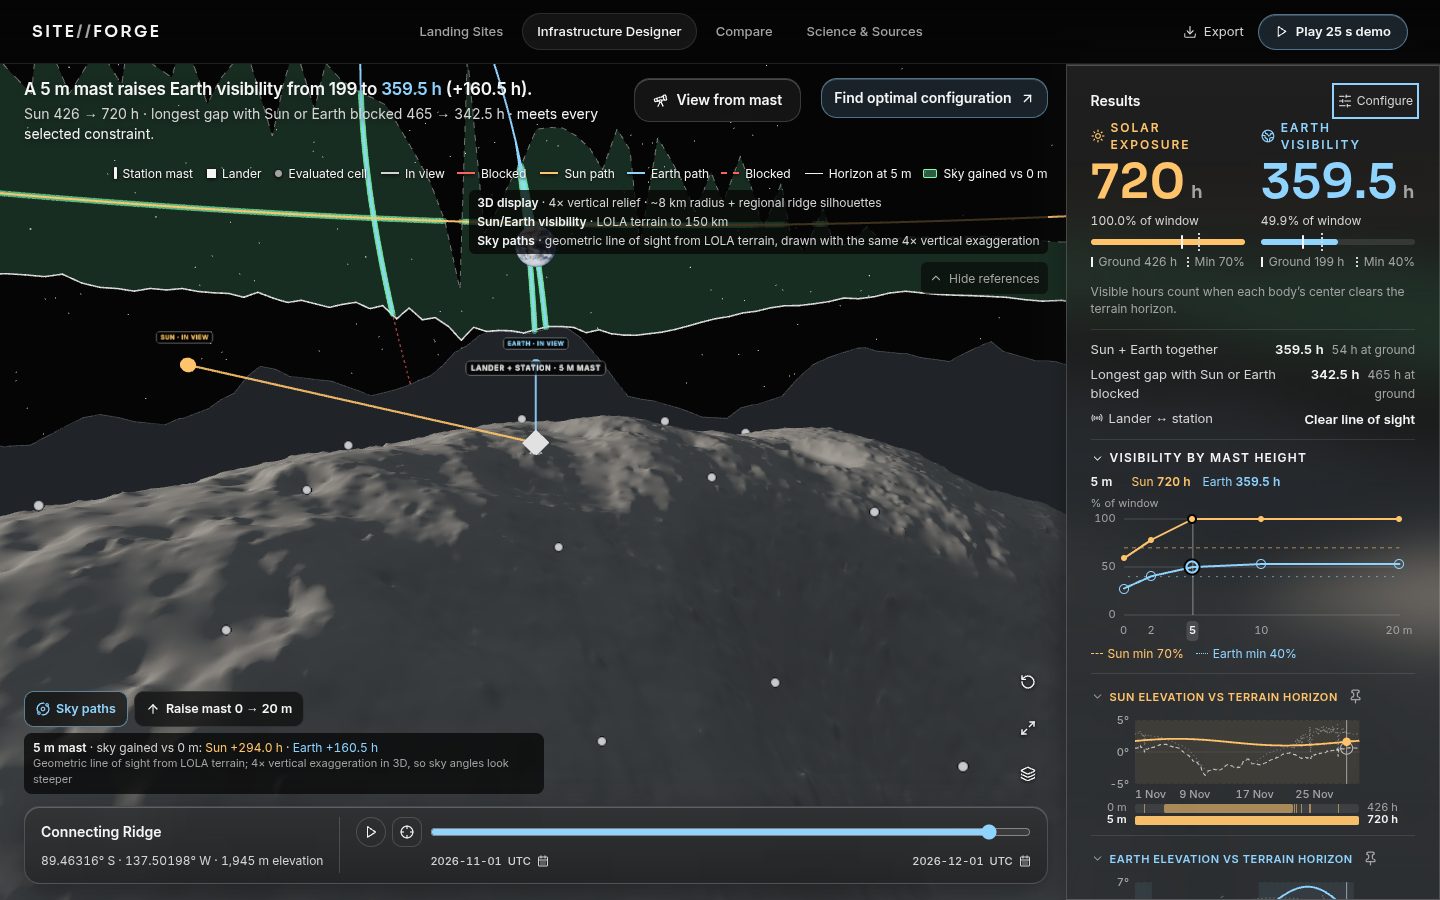 SITE//FORGE
Landing Sites
Infrastructure Designer
Compare
Science & Sources
Export
Play 25 s demo
A 5 m mast raises Earth visibility from 199 to 359.5 h (+160.5 h).
Sun 426 → 720 h · longest gap with Sun or Earth blocked 465 → 342.5 h · meets every
selected constraint.
View from mast
Find optimal configuration
Station mast
Lander
Evaluated cell
In view
Blocked
Sun path
Earth path
Blocked
Horizon at 5 m
Sky gained vs 0 m
3D display · 4× vertical relief · ~8 km radius + regional ridge silhouettes
Sun/Earth visibility · LOLA terrain to 150 km
Sky paths · geometric line of sight from LOLA terrain, drawn with the same 4× vertical exaggeration
Hide references
SUN · IN VIEW
EARTH · IN VIEW
LANDER + STATION · 5 M MAST
Sky paths
Raise mast 0 → 20 m
5 m mast · sky gained vs 0 m: Sun +294.0 h · Earth +160.5 h
Geometric line of sight from LOLA terrain; 4× vertical exaggeration in 3D, so sky angles look
steeper
Connecting Ridge
89.46316° S · 137.50198° W · 1,945 m elevation
2026-11-01 UTC
2026-12-01 UTC
Results
Configure
SOLAR
EXPOSURE
720 h
100.0% of window
Ground 426 h
Min 70%
EARTH
VISIBILITY
359.5 h
49.9% of window
Ground 199 h
Min 40%
Visible hours count when each body's center clears the
terrain horizon.
Sun + Earth together
359.5 h 54 h at ground
Longest gap with Sun or Earth
blocked
342.5 h 465 h at
ground
Lander ↔ station
Clear line of sight
VISIBILITY BY MAST HEIGHT
5 m Sun 720 h Earth 359.5 h
% of window
100
50
0
0 2 5 10 20 m
Sun min 70%
Earth min 40%
SUN ELEVATION VS TERRAIN HORIZON
5°
0°
-5°
1 Nov 9 Nov 17 Nov 25 Nov
0 m 426 h
5 m 720 h
EARTH ELEVATION VS TERRAIN HORIZON
7°